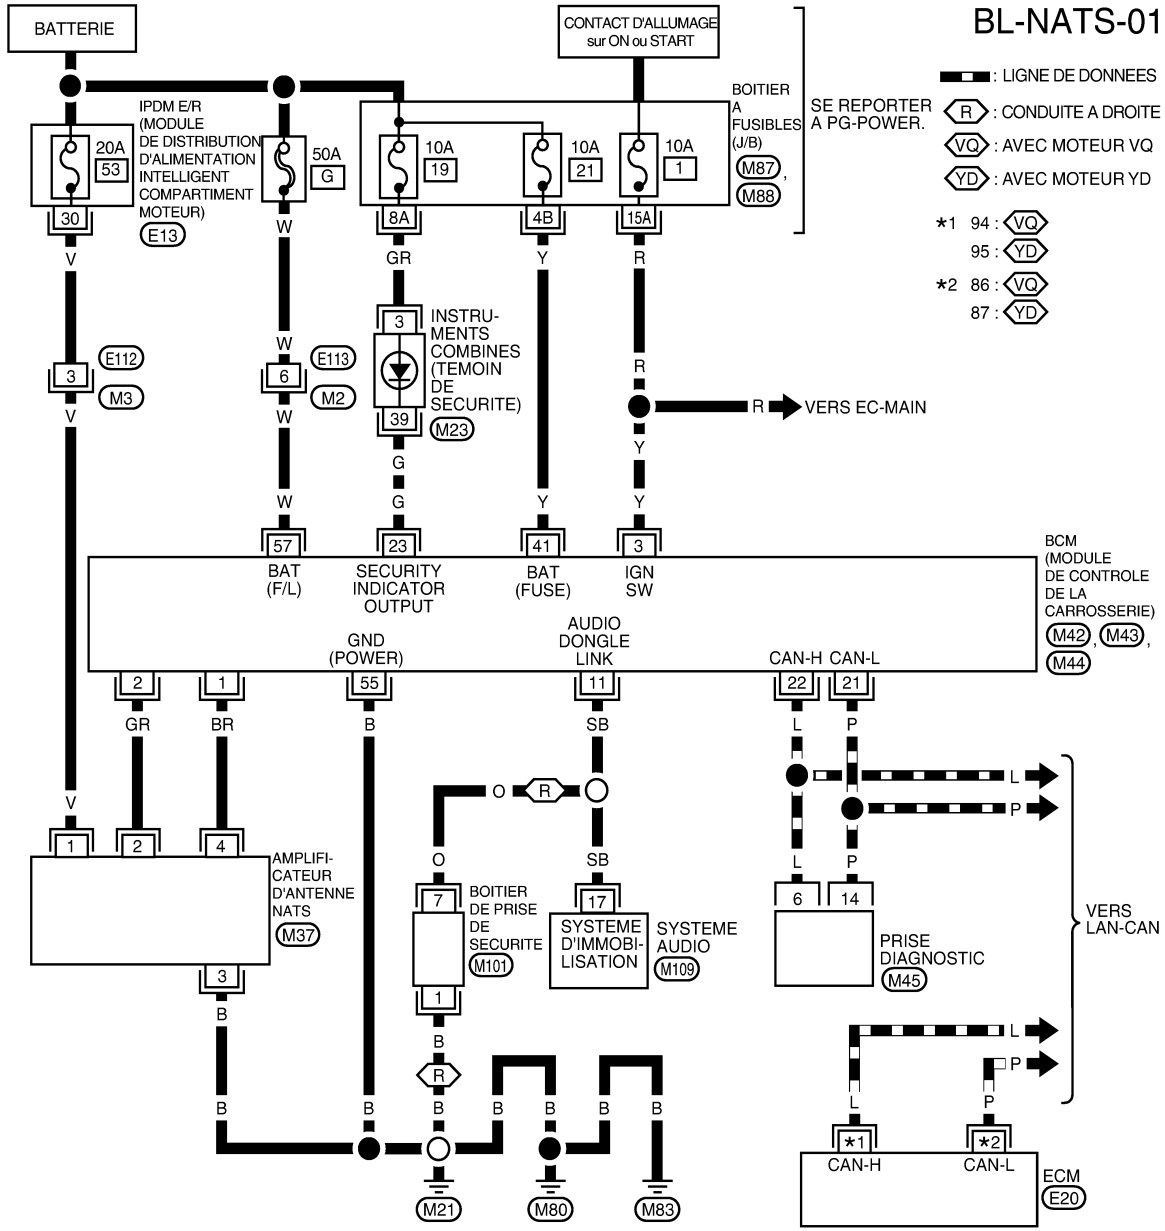 BL-NATS-01
BATTERIE
CONTACT D'ALLUMAGE
sur ON ou START
: LIGNE DE DONNEES
R : CONDUITE A DROITE
VQ : AVEC MOTEUR VQ
YD : AVEC MOTEUR YD
*1 94 : VQ
95 : YD
*2 86 : VQ
87 : YD
SE REPORTER
A PG-POWER.
BOITIER
A
FUSIBLES
(J/B)
M87 ,
M88
IPDM E/R
(MODULE
DE DISTRIBUTION
D'ALIMENTATION
INTELLIGENT
COMPARTIMENT
MOTEUR)
E13
20A
53
50A
G
10A
19
10A
21
10A
1
30
8A
4B
15A
V
W
GR
Y
R
3
INSTRU-
MENTS
COMBINES
(TEMOIN
DE
SECURITE)
M23
39
W
R
3
E112
M3
6
E113
M2
R
VERS EC-MAIN
V
W
G
Y
W
G
Y
Y
57
23
41
3
BAT
(F/L)
SECURITY
INDICATOR
OUTPUT
BAT
(FUSE)
IGN
SW
BCM
(MODULE
DE CONTROLE
DE LA
CARROSSERIE)
M42 , M43 ,
M44
GND
(POWER)
AUDIO
DONGLE
LINK
CAN-H
CAN-L
2
1
55
11
22
21
GR
BR
B
SB
L
P
L
P
O
R
V
O
SB
L
P
1
2
4
AMPLIFI-
CATEUR
D'ANTENNE
NATS
M37
3
7
BOITIER
DE PRISE
DE
SECURITE
M101
1
17
SYSTEME
D'IMMOBI-
LISATION
SYSTEME
AUDIO
M109
6
14
PRISE
DIAGNOSTIC
M45
VERS
LAN-CAN
B
B
R
L
P
B
B
B
B
B
B
B
L
P
M21
M80
M83
*1
*2
CAN-H
CAN-L
ECM
E20